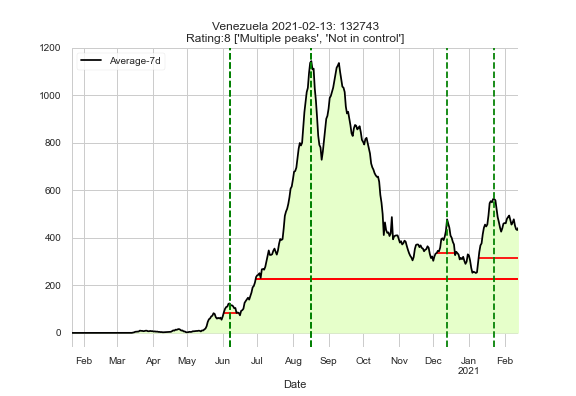 Venezuela 2021-02-13: 132743
Rating:8 ['Multiple peaks', 'Not in control']
1200
Average-7d
1000
800
600
400
200
0
Feb Mar Apr May Jun Jul Aug Sep Oct Nov Dec Jan Feb
2021
Date